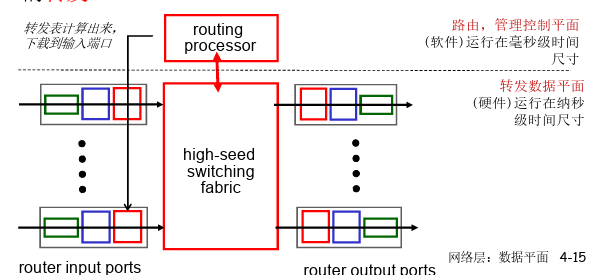 转发表计算出来，
下载到输入端口
routing
processor
路由，管理控制平面
(软件)运行在毫秒级时间
尺寸
转发数据平面
(硬件)运行在纳秒
级时间尺寸
high-seed
switching
fabric
router input ports
router output ports
网络层：数据平面 4-15